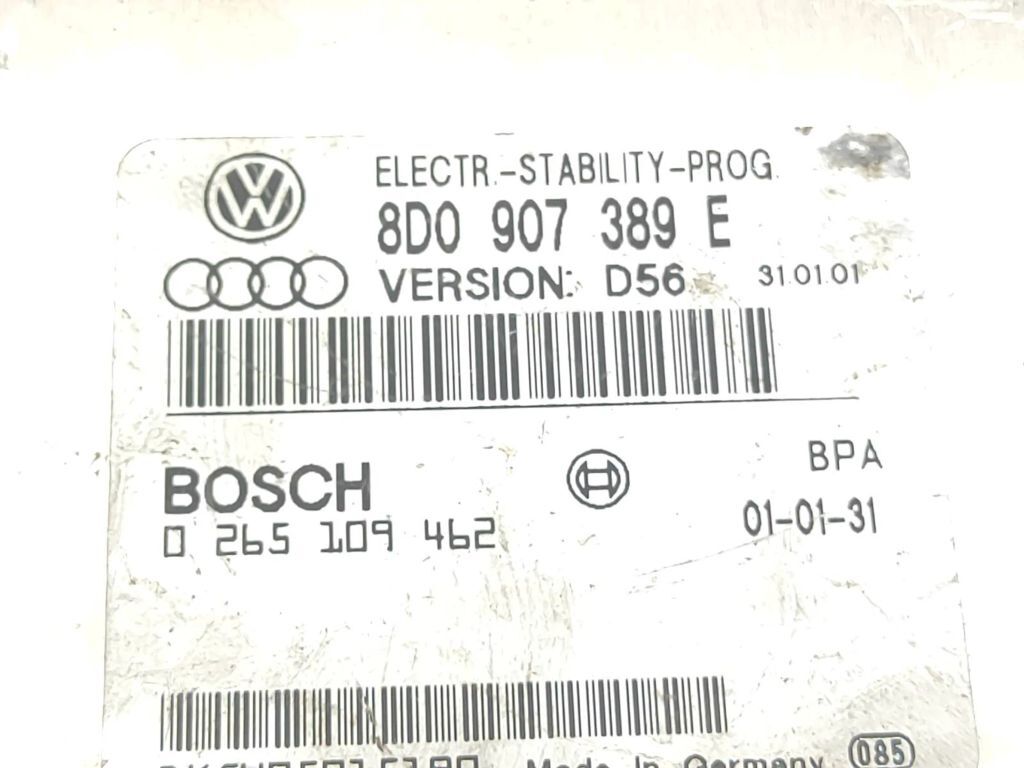 ELECTR.-STABILITY-PROG.
8D0 907 389 E
VERSION: D56 31.01.01
BOSCH BPA
0 265 109 462 01-01-31
Made In Germany 085